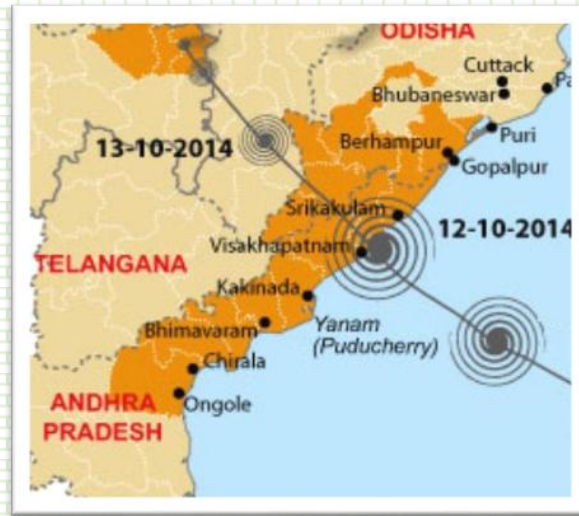 ODISHA
Cuttack
Bhubaneswar
Puri
13-10-2014
Berhampur
Gopalpur
Srikakulam
12-10-2014
Visakhapatnam
TELANGANA
Kakinada
Yanam
(Puducherry)
Bhimavaram
Chirala
ANDHRA
PRADESH
Ongole